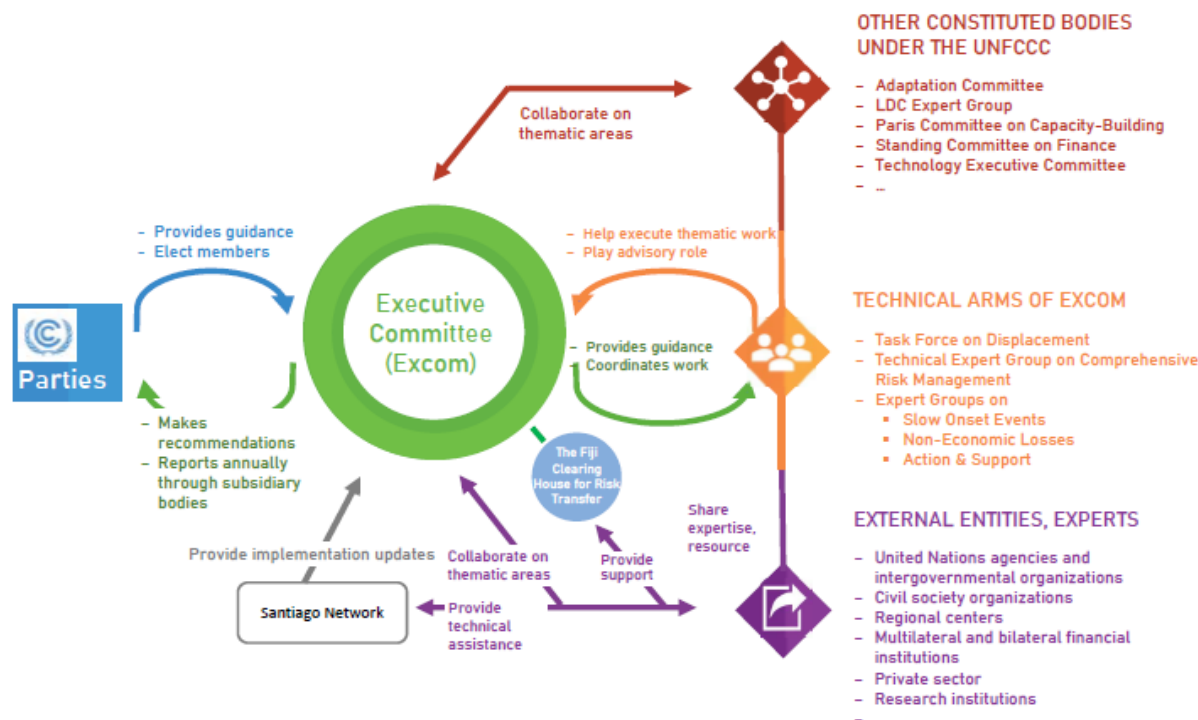 OTHER CONSTITUTED BODIES
UNDER THE UNFCCC
– Adaptation Committee
– LDC Expert Group
– Paris Committee on Capacity-Building
– Standing Committee on Finance
– Technology Executive Committee
– …
Collaborate on
thematic areas
– Provides guidance
– Elect members
– Help execute thematic work
– Play advisory role
Executive
Committee
(Excom)
Parties
– Provides guidance
– Coordinates work
TECHNICAL ARMS OF EXCOM
– Task Force on Displacement
– Technical Expert Group on Comprehensive
Risk Management
– Expert Groups on
▪ Slow Onset Events
▪ Non-Economic Losses
▪ Action & Support
– Makes
recommendations
– Reports annually
through subsidiary
bodies
The Fiji
Clearing
House for Risk
Transfer
Share
expertise,
resource
Provide implementation updates
Collaborate on
thematic areas
Provide
support
Santiago Network
Provide
technical
assistance
EXTERNAL ENTITIES, EXPERTS
– United Nations agencies and
intergovernmental organizations
– Civil society organizations
– Regional centers
– Multilateral and bilateral financial
institutions
– Private sector
– Research institutions
–